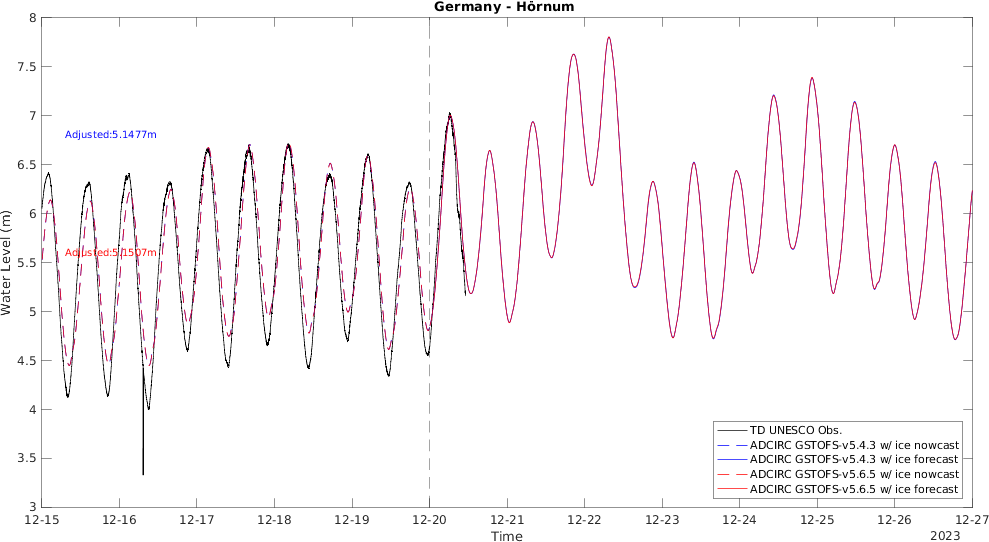 Germany - Hörnum
8
7.5
7
6.5
6
5.5
5
4.5
4
3.5
3
Water Level (m)
Adjusted:5.1477m
Adjusted:5.1507m
TD UNESCO Obs.
ADCIRC GSTOFS-v5.4.3 w/ ice nowcast
ADCIRC GSTOFS-v5.4.3 w/ ice forecast
ADCIRC GSTOFS-v5.6.5 w/ ice nowcast
ADCIRC GSTOFS-v5.6.5 w/ ice forecast
12-15 12-16 12-17 12-18 12-19 12-20 12-21 12-22 12-23 12-24 12-25 12-26 12-27
Time
2023